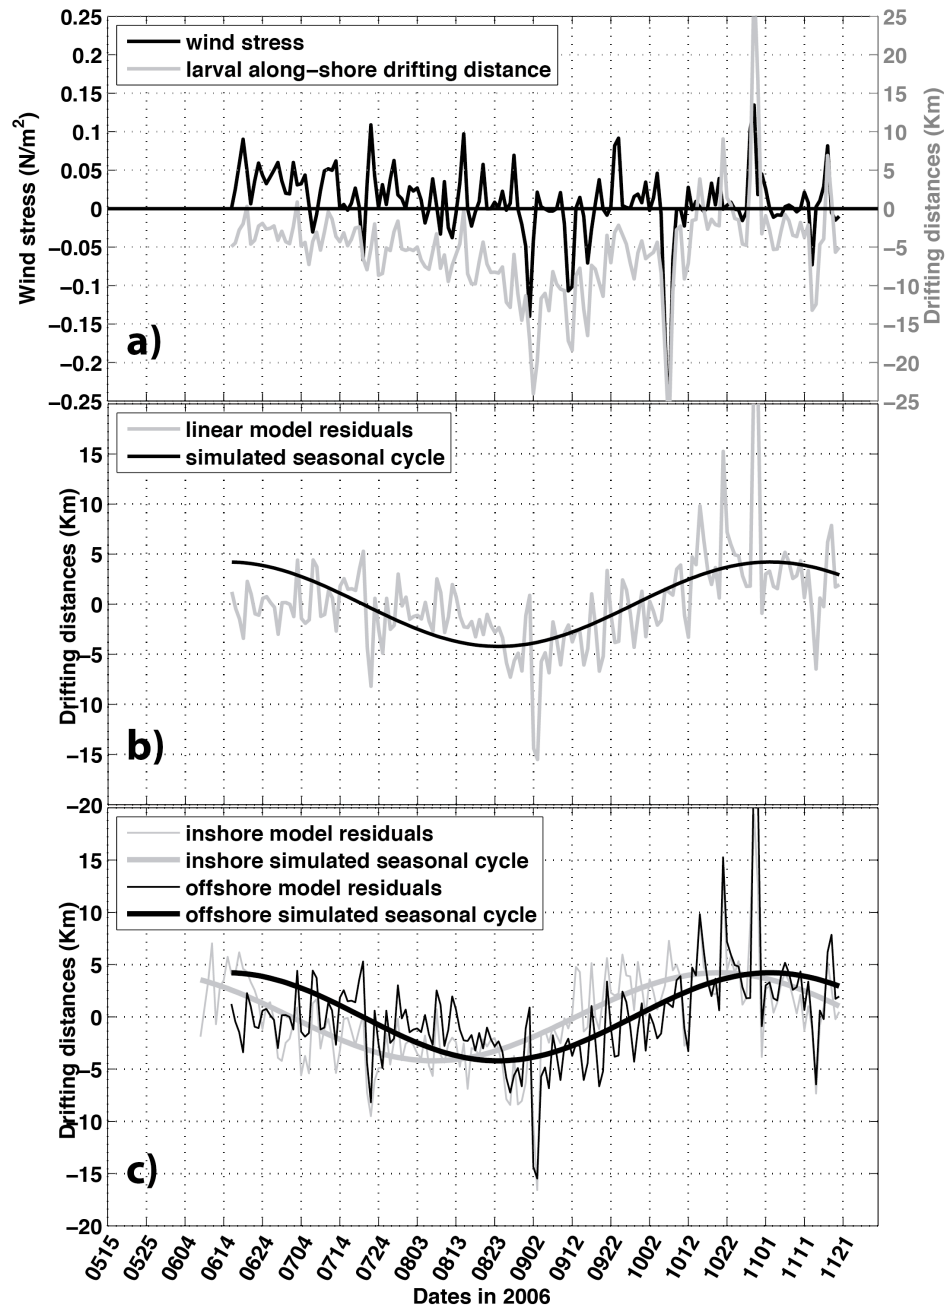 0.25
0.2
0.15
0.1
0.05
0
−0.05
−0.1
−0.15
−0.2
−0.25
Wind stress (N/m²)
wind stress
larval along−shore drifting distance
25
20
15
10
5
0
−5
−10
−15
−20
−25
Drifting distances (Km)
a)
15
10
5
0
−5
−10
−15
−20
Drifting distances (Km)
linear model residuals
simulated seasonal cycle
b)
15
10
5
0
−5
−10
−15
−20
Drifting distances (Km)
inshore model residuals
inshore simulated seasonal cycle
offshore model residuals
offshore simulated seasonal cycle
c)
0515 0525 0604 0614 0624 0704 0714 0724 0803 0813 0823 0902 0912 0922 1002 1012 1022 1101 1111 1121
Dates in 2006